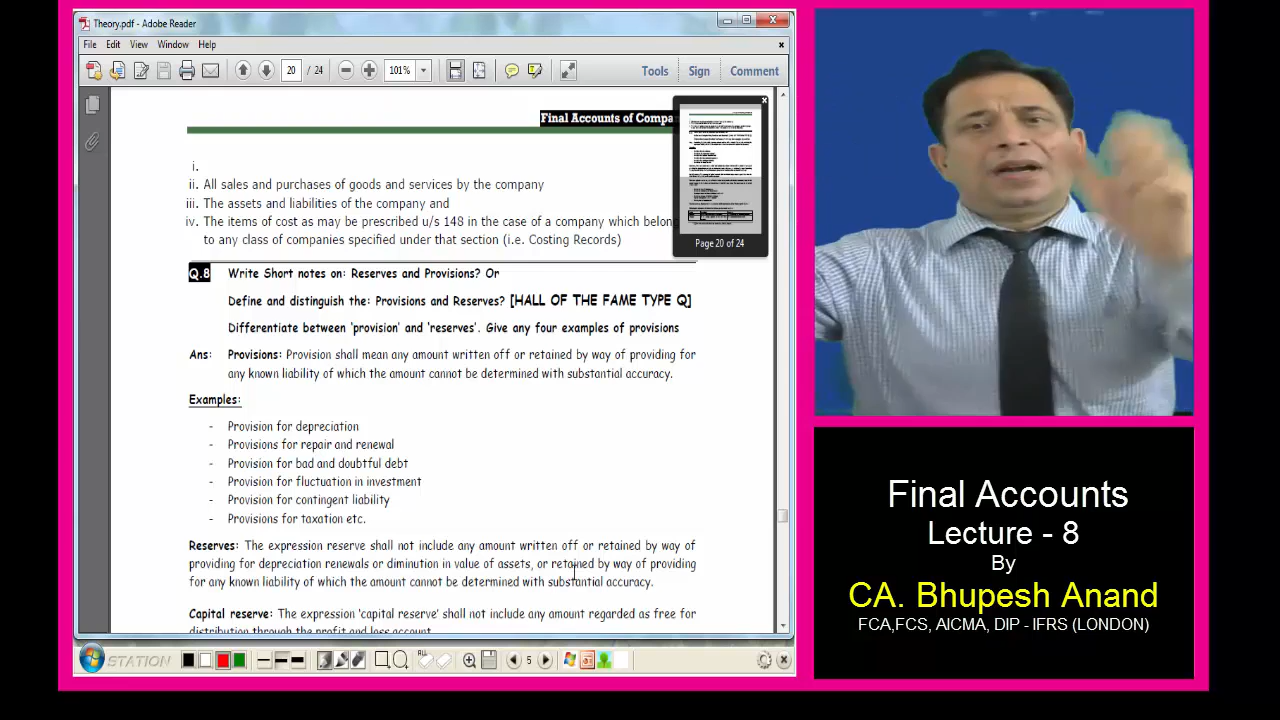 Theory.pdf - Adobe Reader
File Edit View Window Help
20 / 24 101% Tools Sign Comment
Final Accounts of Compa
i.
ii. All sales and purchases of goods and services by the company
iii. The assets and liabilities of the company and
iv. The items cost as may be prescribed u/s-148 in the case of a company which belong
to any class of companies specified under that section (i.e. Costing Records)
Page 20 of 24
Q.8 Write Short notes on: Reserves and Provisions? Or
Define and distinguish the: Provisions and Reserves? [HALL OF THE FAME TYPE Q]
Differentiate between 'provision' and 'reserves'. Give any four examples of provisions
Ans: Provisions: Provision shall mean any amount written off or retained by way of providing for
any known liability of which the amount cannot be determined with substantial accuracy.
Examples:
- Provision for depreciation
- Provisions for repair and renewal
- Provision for bad and doubtful debt
- Provision for fluctuation in investment
- Provision for contingent liability
- Provisions for taxation etc.
Reserves: The expression reserve shall not include any amount written off or retained by way of
providing for depreciation renewals or diminution in value of assets, or retained by way of providing
for any known liability of which the amount cannot be determined with substantial accuracy.
Capital reserve: The expression 'capital reserve' shall not include any amount regarded as free for
distribution through the profit and loss account
STATION 5
Final Accounts
Lecture - 8
By
CA. Bhupesh Anand
FCA,FCS, AICMA, DIP - IFRS (LONDON)